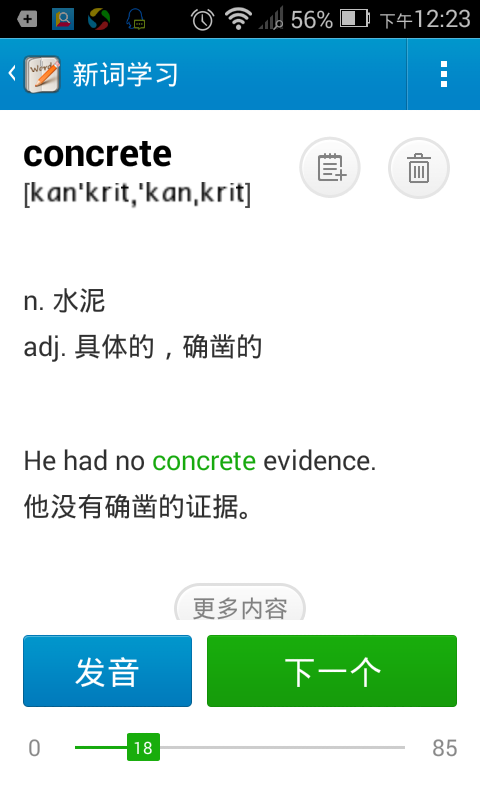 56% 下午12:23
Words 新词学习
concrete
[kan'krit,'kan,krit]
n. 水泥
adj. 具体的，确凿的
He had no concrete evidence.
他没有确凿的证据。
更多内容
发音 下一个
0 18 85